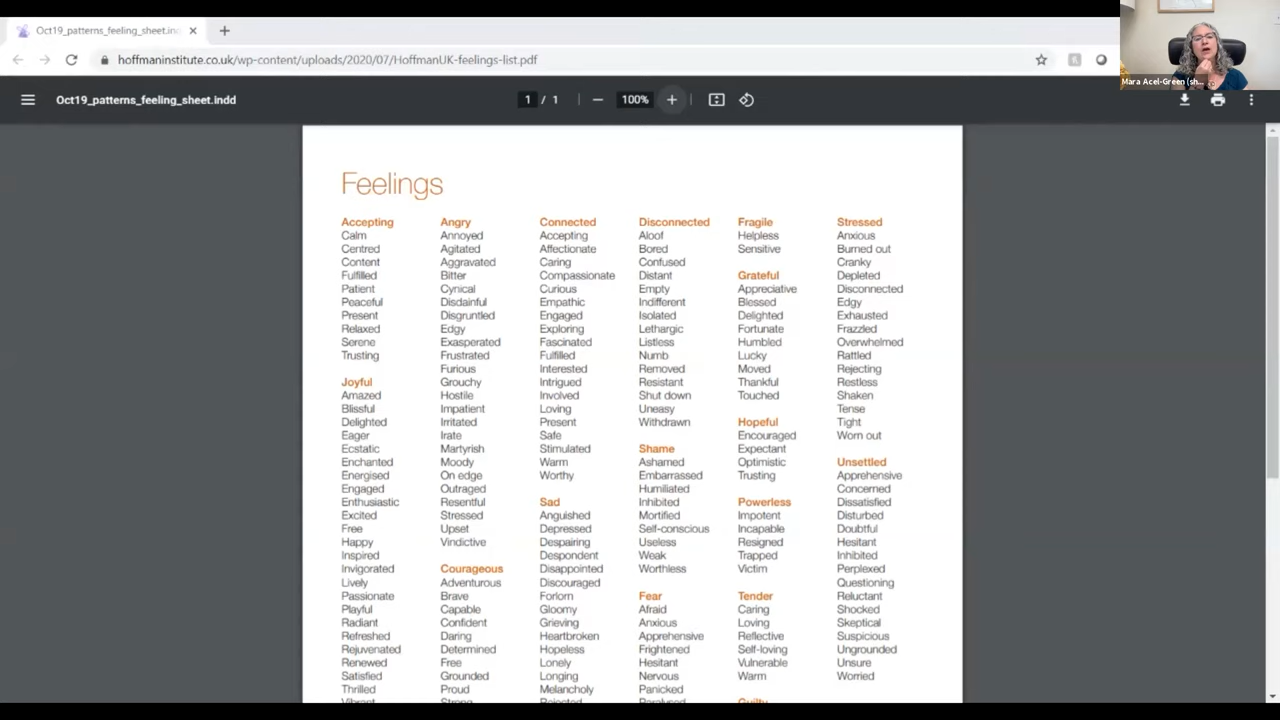 Oct19_patterns_feeling_sheet.ind
hoffmaninstitute.co.uk/wp-content/uploads/2020/07/HoffmanUK-feelings-list.pdf
Mara Acel-Green (sh...
Oct19_patterns_feeling_sheet.indd
1 / 1
100%
Feelings
Accepting
Calm
Centred
Content
Fulfilled
Patient
Peaceful
Present
Relaxed
Serene
Trusting
Joyful
Amazed
Blissful
Delighted
Eager
Ecstatic
Enchanted
Energised
Engaged
Enthusiastic
Excited
Free
Happy
Inspired
Invigorated
Lively
Passionate
Playful
Radiant
Refreshed
Rejuvenated
Renewed
Satisfied
Thrilled
Vibrant
Angry
Annoyed
Agitated
Aggravated
Bitter
Cynical
Disdainful
Disgruntled
Edgy
Exasperated
Frustrated
Furious
Grouchy
Hostile
Impatient
Irritated
Irate
Martyrish
Moody
On edge
Outraged
Resentful
Stressed
Upset
Vindictive
Courageous
Adventurous
Brave
Capable
Confident
Daring
Determined
Free
Grounded
Proud
Strong
Connected
Accepting
Affectionate
Caring
Compassionate
Curious
Empathic
Engaged
Exploring
Fascinated
Fulfilled
Interested
Intrigued
Involved
Loving
Present
Safe
Stimulated
Warm
Worthy
Sad
Anguished
Depressed
Despairing
Despondent
Disappointed
Discouraged
Forlorn
Gloomy
Grieving
Heartbroken
Hopeless
Lonely
Longing
Melancholy
Rejected
Disconnected
Aloof
Bored
Confused
Distant
Empty
Indifferent
Isolated
Lethargic
Listless
Numb
Removed
Resistant
Shut down
Uneasy
Withdrawn
Shame
Ashamed
Embarrassed
Humiliated
Inhibited
Mortified
Self-conscious
Useless
Weak
Worthless
Fear
Afraid
Anxious
Apprehensive
Frightened
Hesitant
Nervous
Panicked
Paralysed
Fragile
Helpless
Sensitive
Grateful
Appreciative
Blessed
Delighted
Fortunate
Humbled
Lucky
Moved
Thankful
Touched
Hopeful
Encouraged
Expectant
Optimistic
Trusting
Powerless
Impotent
Incapable
Resigned
Trapped
Victim
Tender
Caring
Loving
Reflective
Self-loving
Vulnerable
Warm
Guilty
Stressed
Anxious
Burned out
Cranky
Depleted
Disconnected
Edgy
Exhausted
Frazzled
Overwhelmed
Rattled
Rejecting
Restless
Shaken
Tense
Tight
Worn out
Unsettled
Apprehensive
Concerned
Dissatisfied
Disturbed
Doubtful
Hesitant
Inhibited
Perplexed
Questioning
Reluctant
Shocked
Skeptical
Suspicious
Ungrounded
Unsure
Worried